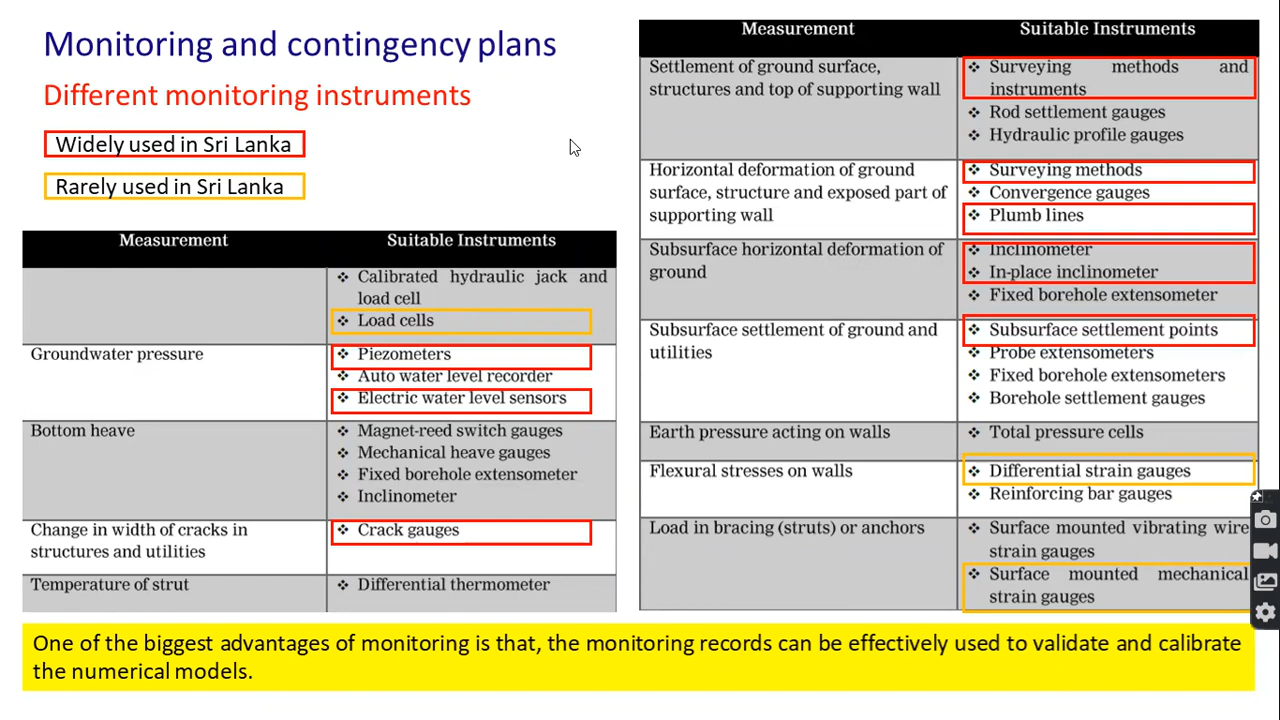 Monitoring and contingency plans
Different monitoring instruments
Widely used in Sri Lanka
Rarely used in Sri Lanka
Measurement Suitable Instruments
❖ Calibrated hydraulic jack and
load cell
❖ Load cells
Groundwater pressure ❖ Piezometers
❖ Auto water level recorder
❖ Electric water level sensors
Bottom heave ❖ Magnet-reed switch gauges
❖ Mechanical heave gauges
❖ Fixed borehole extensometer
❖ Inclinometer
Change in width of cracks in ❖ Crack gauges
structures and utilities
Temperature of strut ❖ Differential thermometer
Measurement Suitable Instruments
Settlement of ground surface, ❖ Surveying methods and
structures and top of supporting wall instruments
❖ Rod settlement gauges
❖ Hydraulic profile gauges
Horizontal deformation of ground ❖ Surveying methods
surface, structure and exposed part of ❖ Convergence gauges
supporting wall ❖ Plumb lines
Subsurface horizontal deformation of ❖ Inclinometer
ground ❖ In-place inclinometer
❖ Fixed borehole extensometer
Subsurface settlement of ground and ❖ Subsurface settlement points
utilities ❖ Probe extensometers
❖ Fixed borehole extensometers
❖ Borehole settlement gauges
Earth pressure acting on walls ❖ Total pressure cells
Flexural stresses on walls ❖ Differential strain gauges
❖ Reinforcing bar gauges
Load in bracing (struts) or anchors ❖ Surface mounted vibrating wire
strain gauges
❖ Surface mounted mechanical
strain gauges
One of the biggest advantages of monitoring is that, the monitoring records can be effectively used to validate and calibrate
the numerical models.